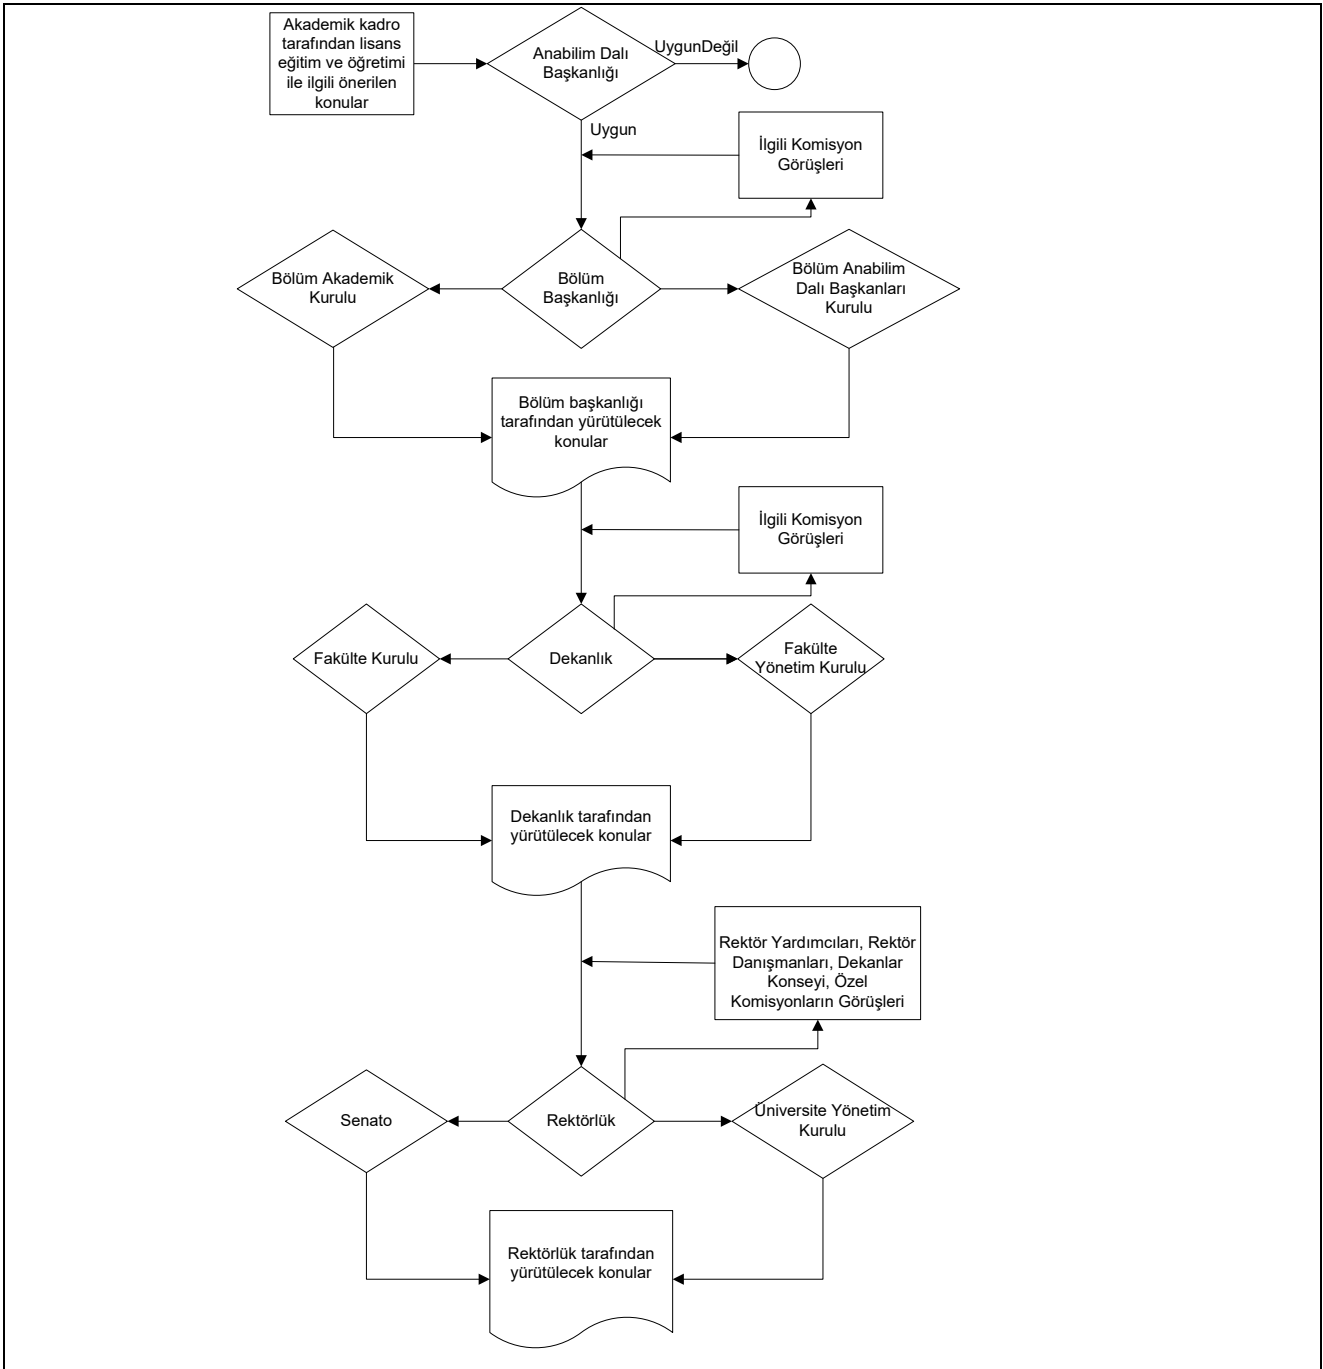 Akademik kadro
tarafından lisans
eğitim ve öğretimi
ile ilgili önerilen
konular
Anabilim Dalı
Başkanlığı
UygunDeğil
Uygun
İlgili Komisyon
Görüşleri
Bölüm Akademik
Kurulu
Bölüm
Başkanlığı
Bölüm Anabilim
Dalı Başkanları
Kurulu
Bölüm başkanlığı
tarafından yürütülecek
konular
İlgili Komisyon
Görüşleri
Fakülte Kurulu
Dekanlık
Fakülte
Yönetim Kurulu
Dekanlık tarafından
yürütülecek konular
Rektör Yardımcıları, Rektör
Danışmanları, Dekanlar
Konseyi, Özel
Komisyonların Görüşleri
Senato
Rektörlük
Üniversite Yönetim
Kurulu
Rektörlük tarafından
yürütülecek konular